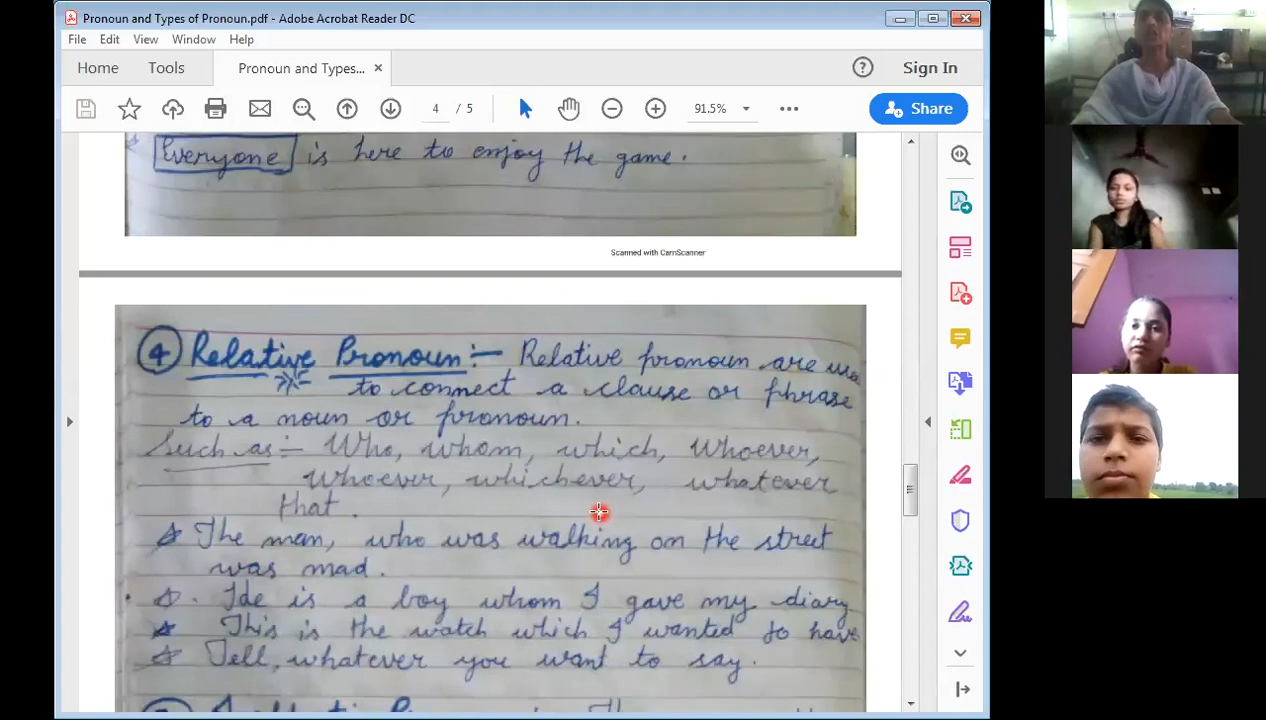 Pronoun and Types of Pronoun.pdf - Adobe Acrobat Reader DC
File Edit View Window Help
Home Tools Pronoun and Types... × Sign In
4 / 5 91.5% Share
Everyone is here to enjoy the game.
Scanned with CamScanner
4 Relative Pronoun :- Relative pronoun are use
to connect a clause or phrase
to a noun or pronoun.
Such as :- Who, whom, which, Whoever,
Whoever, whichever, whatever
that.
The man, who was walking on the street
was mad.
Ide is a boy whom I gave my diary
This is the watch which I wanted to have
Tell, whatever you want to say.